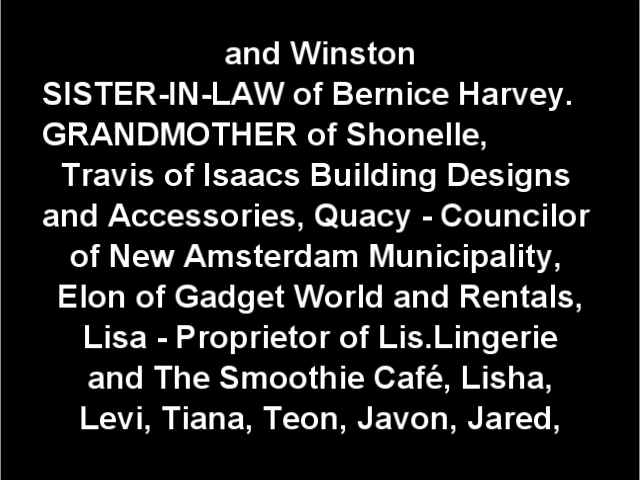 and Winston
SISTER-IN-LAW of Bernice Harvey.
GRANDMOTHER of Shonelle,
Travis of Isaacs Building Designs
and Accessories, Quacy - Councilor
of New Amsterdam Municipality,
Elon of Gadget World and Rentals,
Lisa - Proprietor of Lis.Lingerie
and The Smoothie Café, Lisha,
Levi, Tiana, Teon, Javon, Jared,